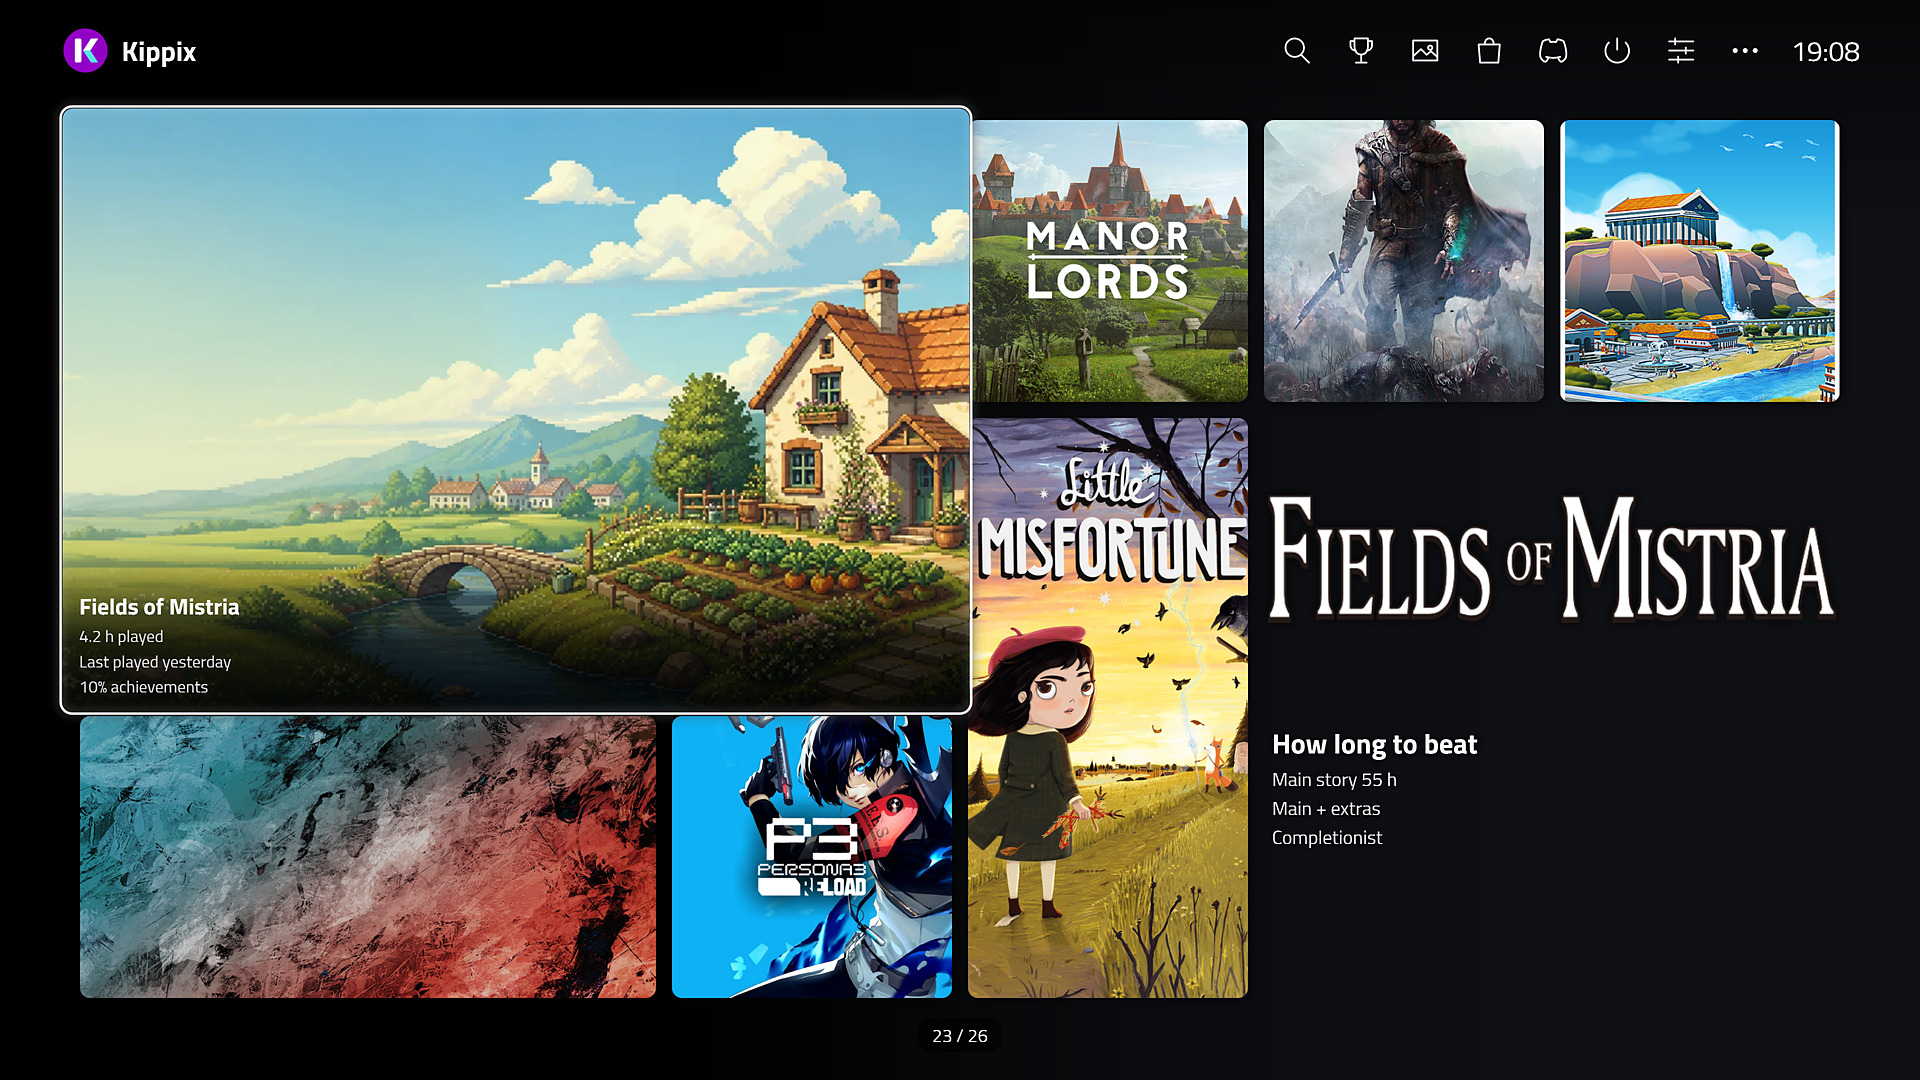 Kippix
19:08
Fields of Mistria
4.2 h played
Last played yesterday
10% achievements
MANOR
LORDS
Little
MISFORTUNE
FIELDS OF MISTRIA
P3
PERSONA3
RELOAD
How long to beat
Main story 55 h
Main + extras
Completionist
23 / 26